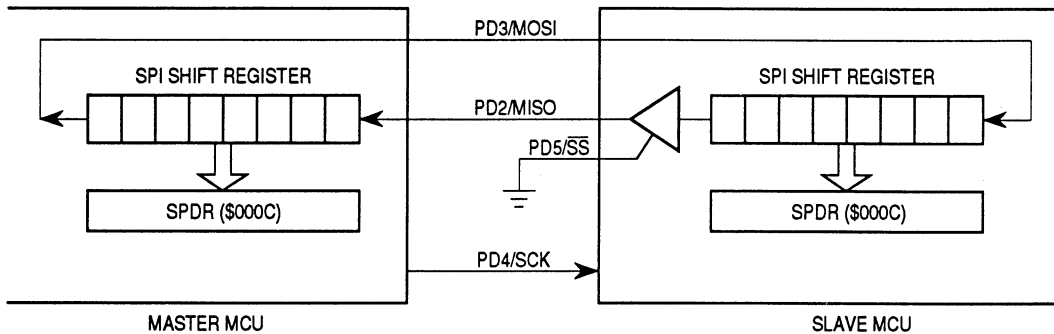 PD3/MOSI
SPI SHIFT REGISTER
SPI SHIFT REGISTER
PD2/MISO
PD5/S̅S̅
SPDR ($000C)
SPDR ($000C)
PD4/SCK
MASTER MCU
SLAVE MCU